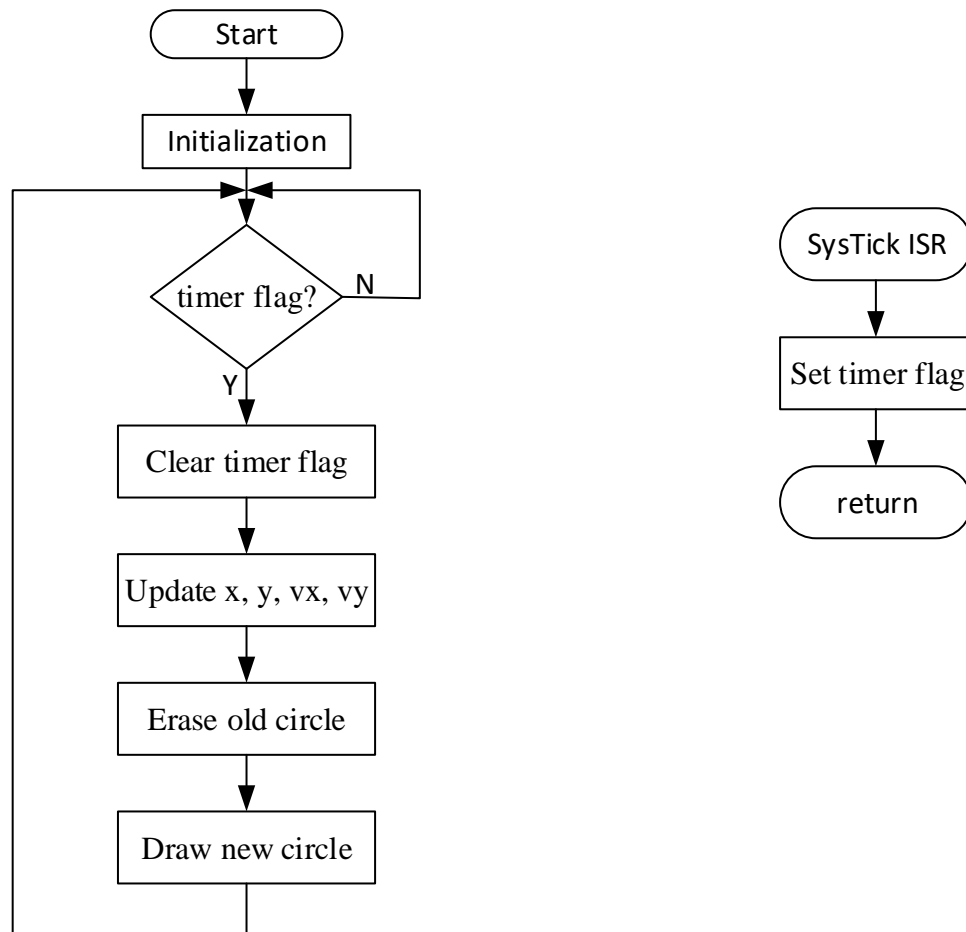 Start
Initialization
timer flag?
N
Y
Clear timer flag
Update x, y, vx, vy
Erase old circle
Draw new circle
SysTick ISR
Set timer flag
return